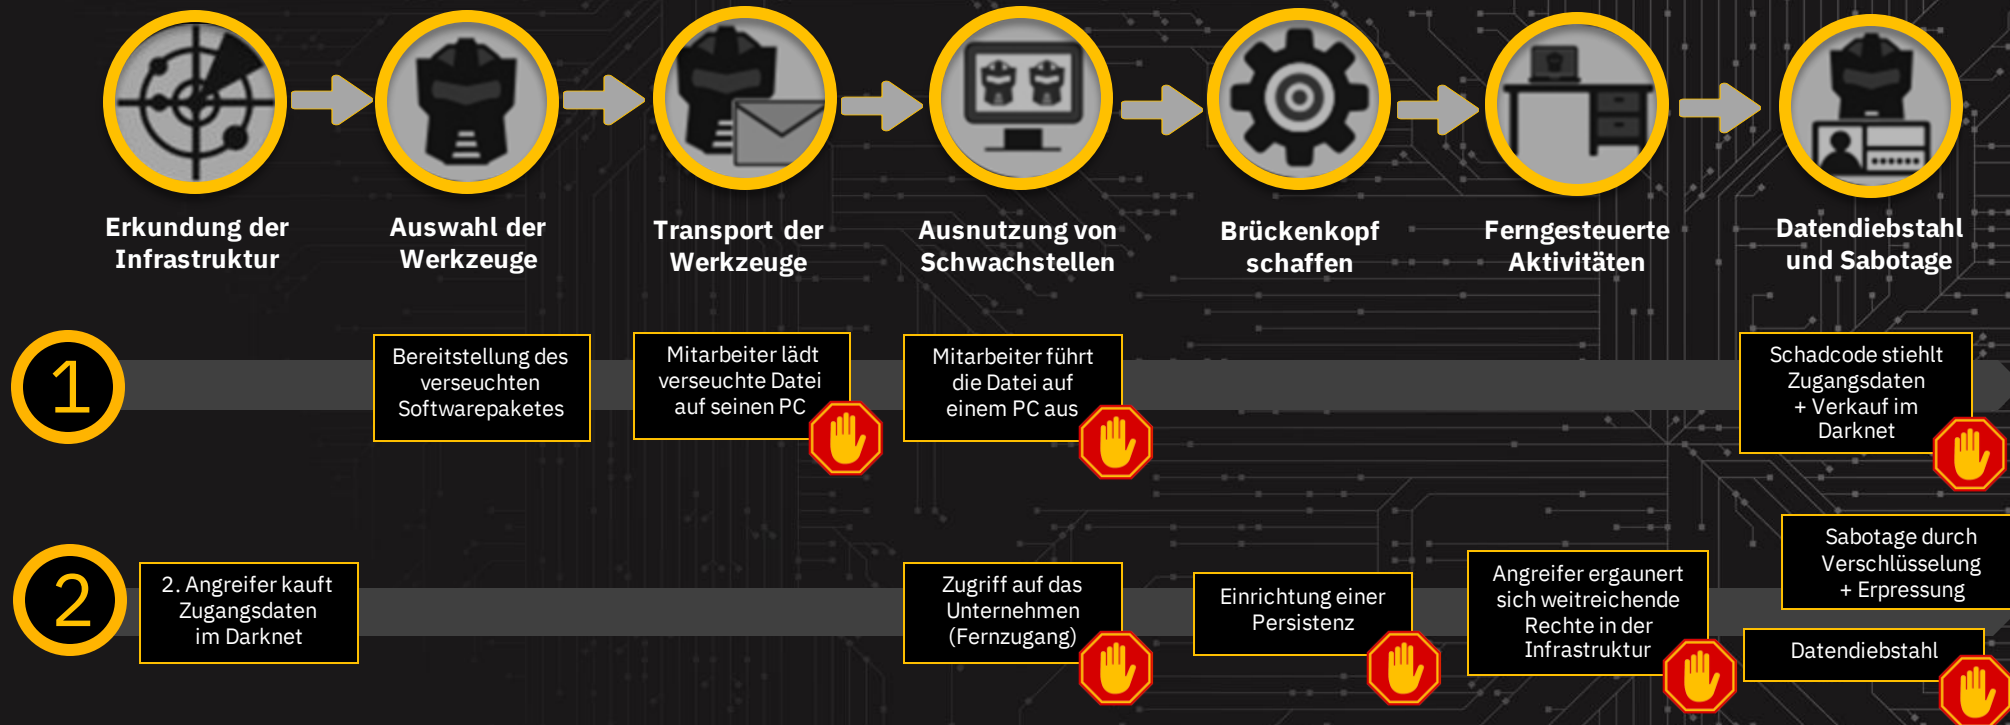 Erkundung der
Infrastruktur
Auswahl der
Werkzeuge
Transport der
Werkzeuge
Ausnutzung von
Schwachstellen
Brückenkopf
schaffen
Ferngesteuerte
Aktivitäten
Datendiebstahl
und Sabotage
1
Bereitstellung des
verseuchten
Softwarepaketes
Mitarbeiter lädt
verseuchte Datei
auf seinen PC
Mitarbeiter führt
die Datei auf
einem PC aus
Schadcode stiehlt
Zugangsdaten
+ Verkauf im
Darknet
2
2. Angreifer kauft
Zugangsdaten
im Darknet
Zugriff auf das
Unternehmen
(Fernzugang)
Einrichtung einer
Persistenz
Angreifer ergaunert
sich weitreichende
Rechte in der
Infrastruktur
Sabotage durch
Verschlüsselung
+ Erpressung
Datendiebstahl